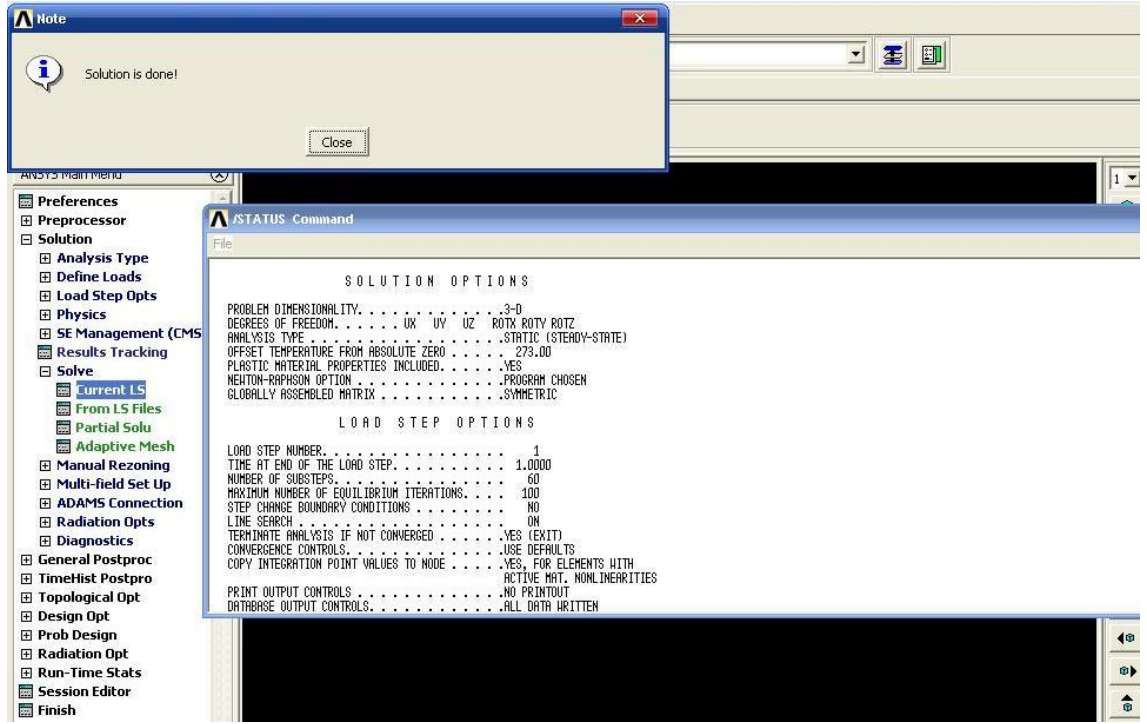 Note
Solution is done!
Close
ANSYS Main Menu
Preferences
Preprocessor
Solution
Analysis Type
Define Loads
Load Step Opts
Physics
SE Management (CMS
Results Tracking
Solve
Current LS
From LS Files
Partial Solu
Adaptive Mesh
Manual Rezoning
Multi-field Set Up
ADAMS Connection
Radiation Opts
Diagnostics
General Postproc
TimeHist Postpro
Topological Opt
Design Opt
Prob Design
Radiation Opt
Run-Time Stats
Session Editor
Finish
/STATUS Command
File
SOLUTION OPTIONS
PROBLEM DIMENSIONALITY. . . . . . . . . . . . .3-D
DEGREES OF FREEDOM. . . . . . UX UY UZ ROTX ROTY ROTZ
ANALYSIS TYPE . . . . . . . . . . . . . . . . .STATIC (STEADY-STATE)
OFFSET TEMPERATURE FROM ABSOLUTE ZERO . . . . . 273.00
PLASTIC MATERIAL PROPERTIES INCLUDED. . . . . .YES
NEWTON-RAPHSON OPTION . . . . . . . . . . . . .PROGRAM CHOSEN
GLOBALLY ASSEMBLED MATRIX . . . . . . . . . . .SYMMETRIC
LOAD STEP OPTIONS
LOAD STEP NUMBER. . . . . . . . . . . . . . . . 1
TIME AT END OF THE LOAD STEP. . . . . . . . . . 1.0000
NUMBER OF SUBSTEPS. . . . . . . . . . . . . . . 60
MAXIMUM NUMBER OF EQUILIBRIUM ITERATIONS. . . . 100
STEP CHANGE BOUNDARY CONDITIONS . . . . . . . . NO
LINE SEARCH . . . . . . . . . . . . . . . . . . ON
TERMINATE ANALYSIS IF NOT CONVERGED . . . . . .YES (EXIT)
CONVERGENCE CONTROLS. . . . . . . . . . . . . .USE DEFAULTS
COPY INTEGRATION POINT VALUES TO NODE . . . . .YES, FOR ELEMENTS WITH
ACTIVE MAT. NONLINEARITIES
PRINT OUTPUT CONTROLS . . . . . . . . . . . . .NO PRINTOUT
DATABASE OUTPUT CONTROLS. . . . . . . . . . . .ALL DATA WRITTEN
1